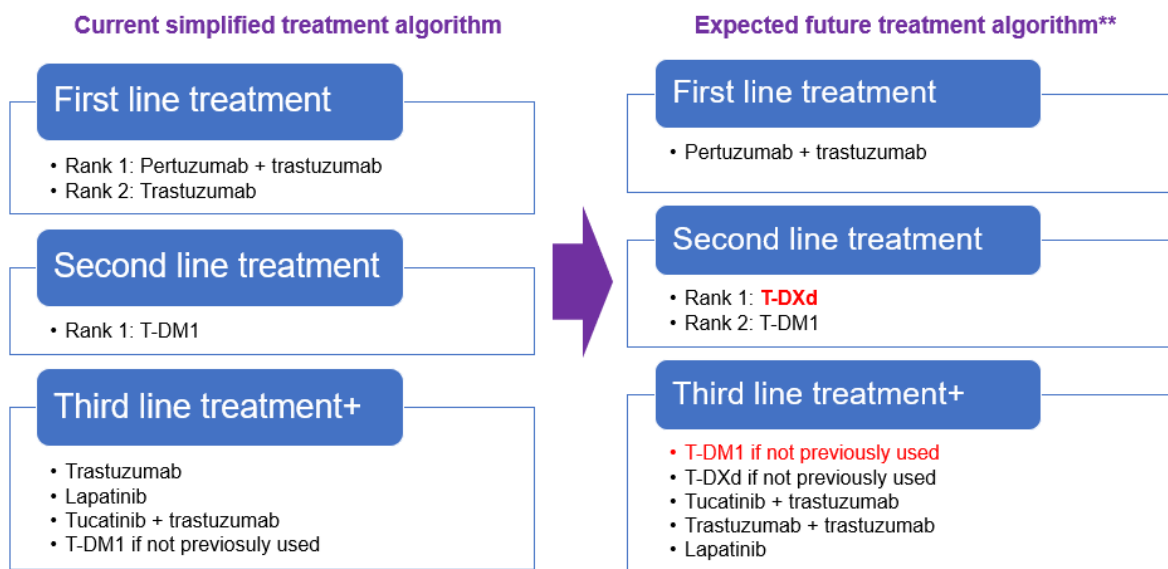 Current simplified treatment algorithm
First line treatment
• Rank 1: Pertuzumab + trastuzumab
• Rank 2: Trastuzumab
Second line treatment
• Rank 1: T-DM1
Third line treatment+
• Trastuzumab
• Lapatinib
• Tucatinib + trastuzumab
• T-DM1 if not previosuly used
Expected future treatment algorithm**
First line treatment
• Pertuzumab + trastuzumab
Second line treatment
• Rank 1: T-DXd
• Rank 2: T-DM1
Third line treatment+
• T-DM1 if not previously used
• T-DXd if not previously used
• Tucatinib + trastuzumab
• Trastuzumab + trastuzumab
• Lapatinib